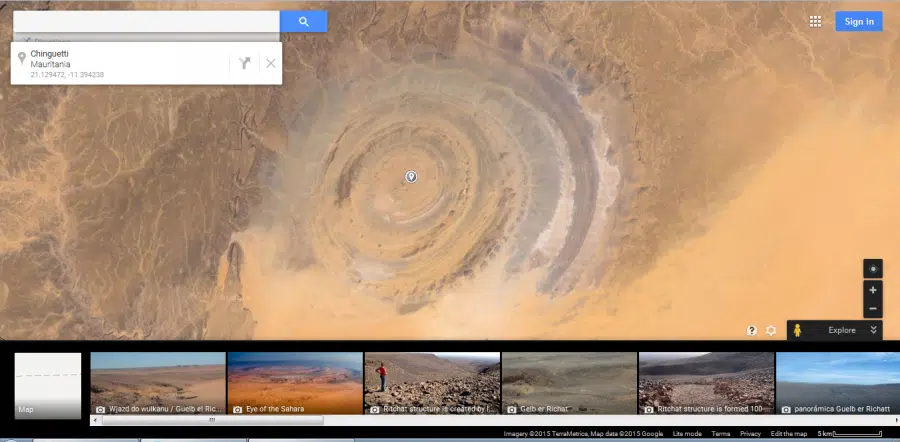 Sign in
Chinguetti
Mauritania
21.129472, -11.394238
?
Explore
Map
Wjazd do wulkanu / Guelb el Ric...
Eye of the Sahara
Ritchat structure is created by l...
Gelb er Richat
Ritchat structure is formed 100 ...
panorámica Guelb er Richatt
Imagery ©2015 TerraMetrics, Map data ©2015 Google Lite mode Terms Privacy Edit the map 5 km